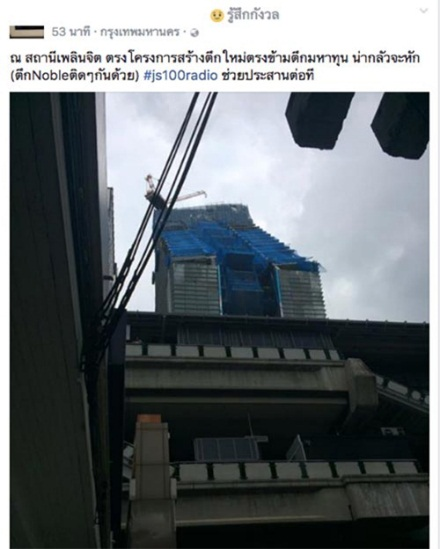 รู้สึกกังวล
53 นาที · กรุงเทพมหานคร ·
ณ สถานีเพลินจิต ตรงโครงการสร้างตึกใหม่ตรงข้ามตึกมหาทุน น่ากลัวจะหัก
(ตึกNobleติดๆกันด้วย) #js100radio ช่วยประสานต่อที